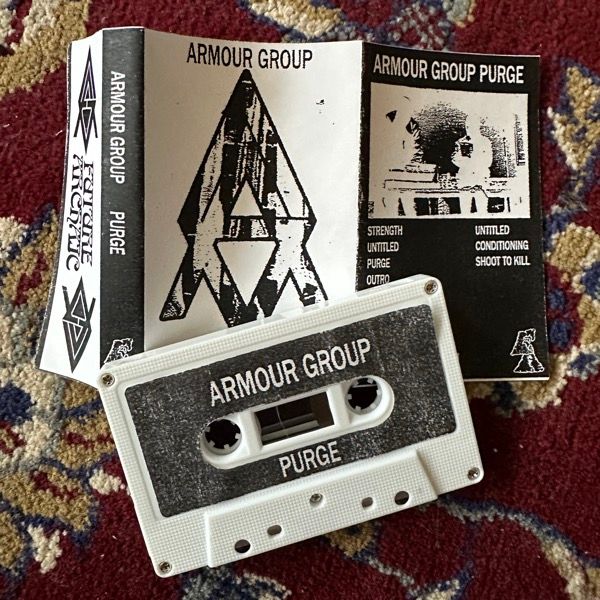 ARMOUR GROUP PURGE
ARMOUR GROUP
ARMOUR GROUP PURGE
STRENGTH
UNTITLED
PURGE
OUTRO
UNTITLED
CONDITIONING
SHOOT TO KILL
ARMOUR GROUP
PURGE